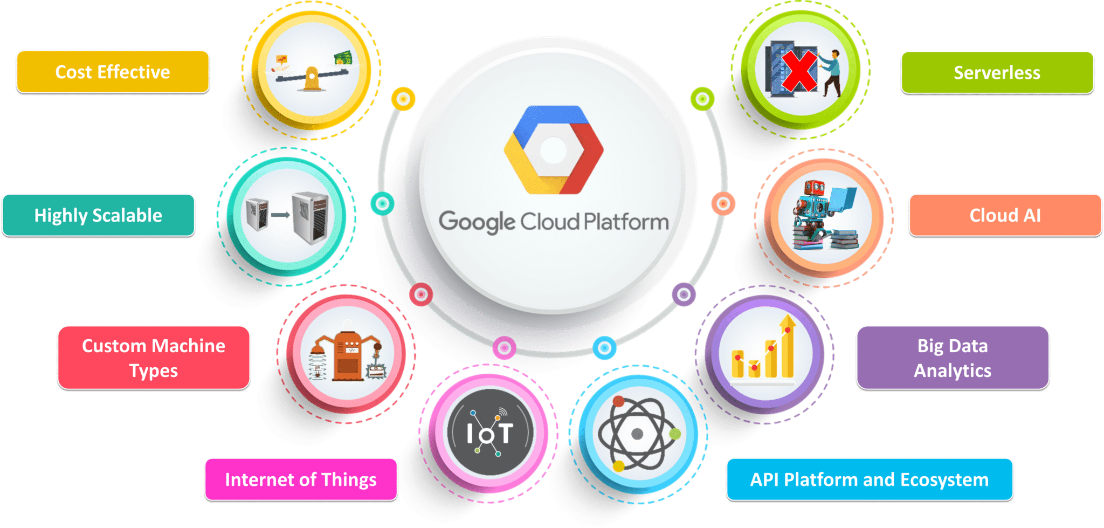 Cost Effective
Serverless
Highly Scalable
Google Cloud Platform
Cloud AI
Custom Machine
Types
Big Data
Analytics
IoT
Internet of Things
API Platform and Ecosystem